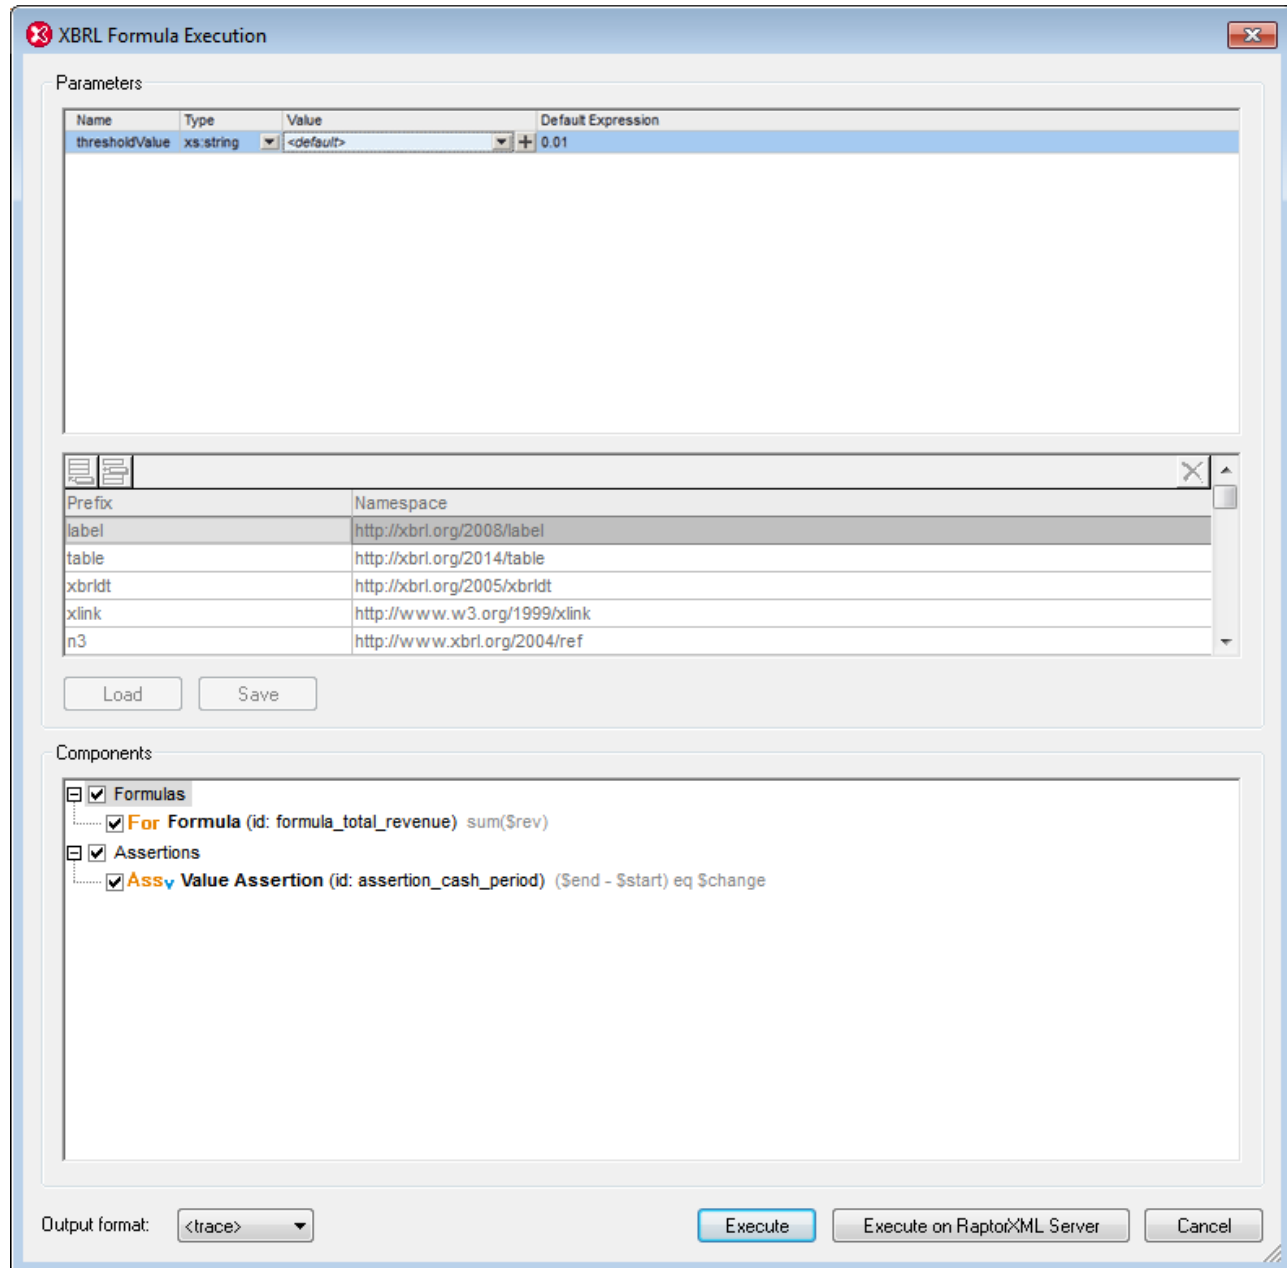 XBRL Formula Execution
Parameters
Name Type Value Default Expression
thresholdValue xs:string <default> 0.01
Prefix Namespace
label http://xbrl.org/2008/label
table http://xbrl.org/2014/table
xbrldt http://xbrl.org/2005/xbrldt
xlink http://www.w3.org/1999/xlink
n3 http://www.xbrl.org/2004/ref
Load Save
Components
Formulas
For Formula (id: formula_total_revenue) sum($rev)
Assertions
Assv Value Assertion (id: assertion_cash_period) ($end - $start) eq $change
Output format: <trace> Execute Execute on RaptorXML Server Cancel